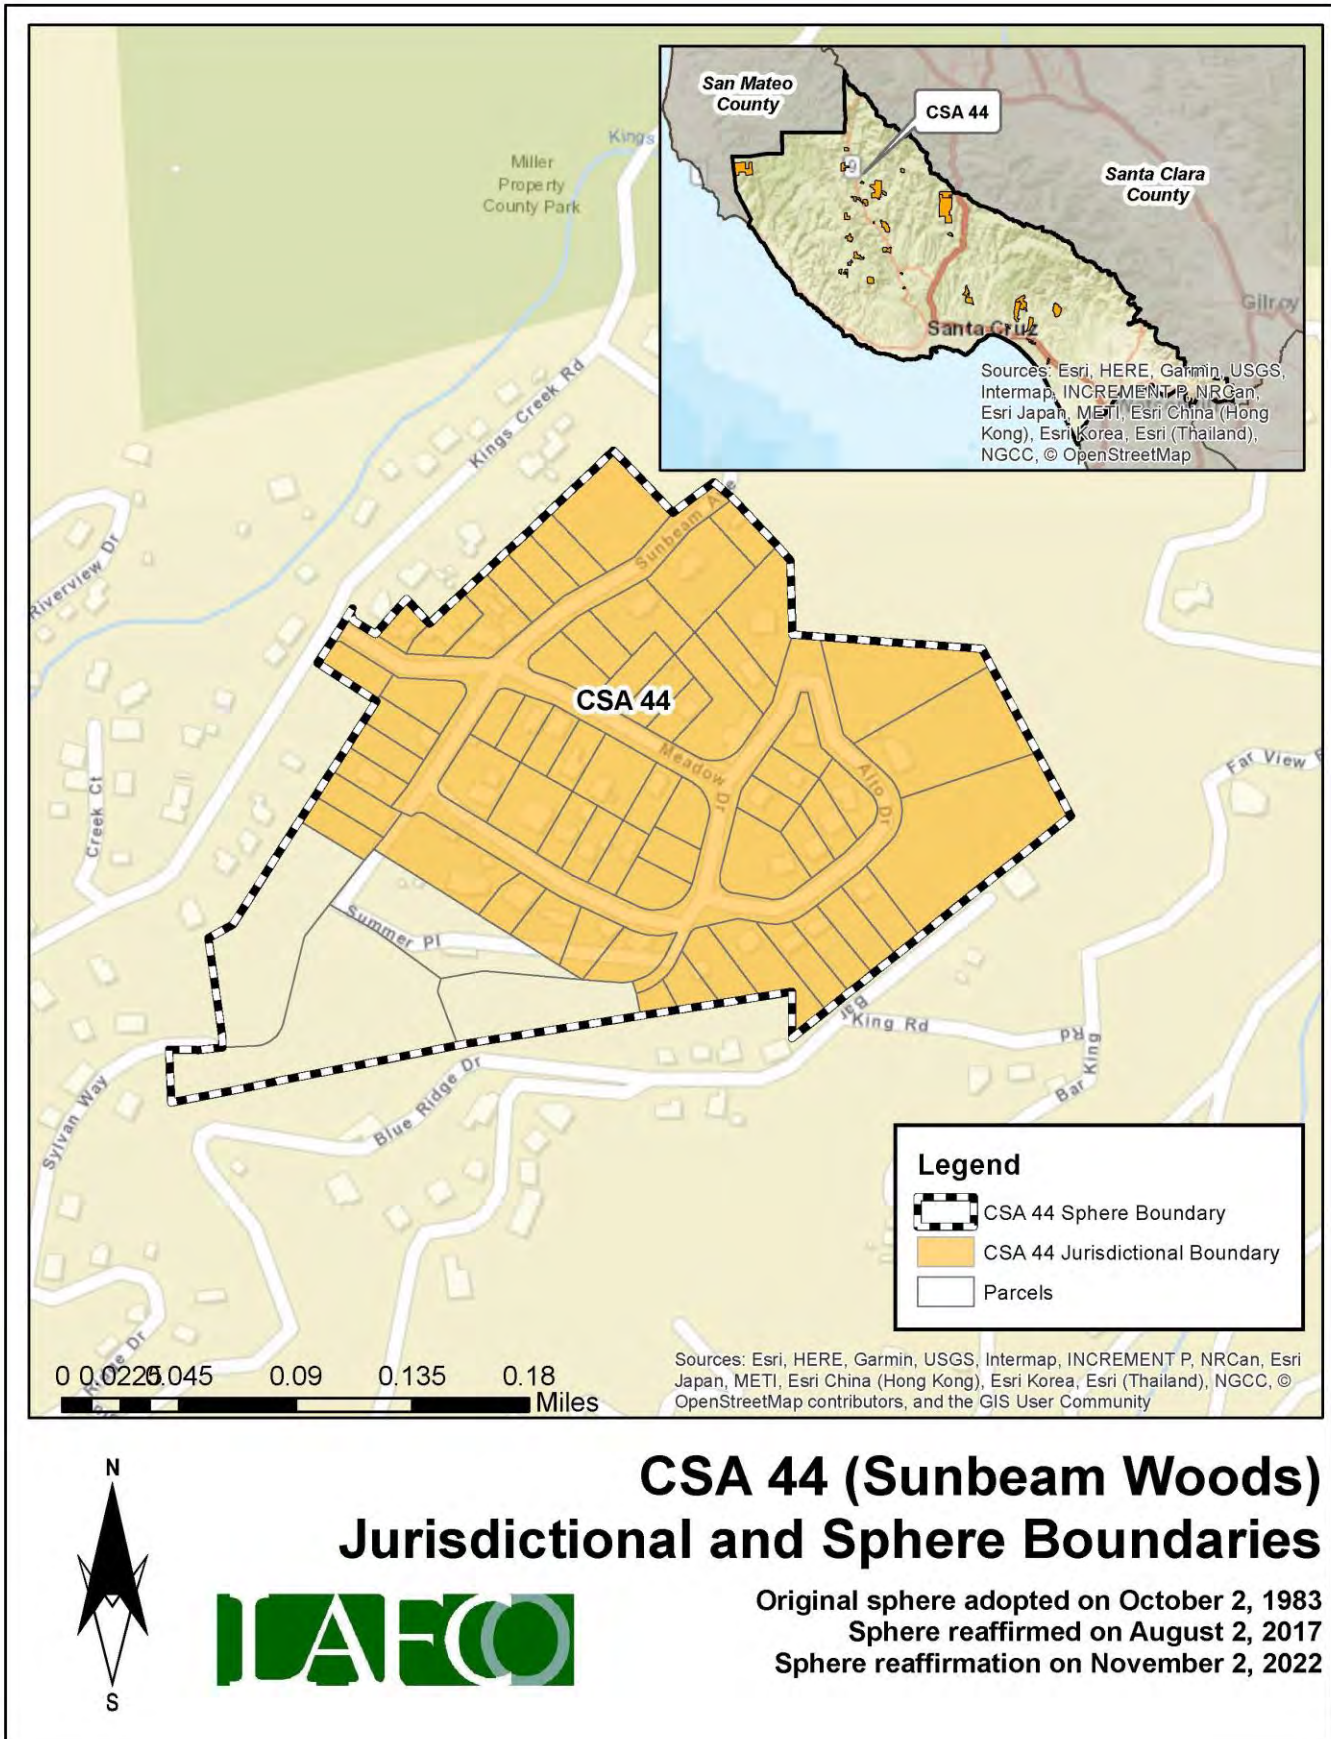 San Mateo
County
CSA 44
9
Santa Clara
County
Gilroy
Santa Cruz
Sources: Esri, HERE, Garmin, USGS,
Intermap, INCREMENT P, NRCan,
Esri Japan, METI, Esri China (Hong
Kong), Esri Korea, Esri (Thailand),
NGCC, © OpenStreetMap
Kings
Miller
Property
County Park
Kings Creek Rd
Riverview Dr
Sunbeam Ave
CSA 44
Meadow Dr
Allo Dr
Far View
Creek Ct
Summer Pl
Bar King Rd
Bar King Rd
Blue Ridge Dr
Sylvan Way
Legend
CSA 44 Sphere Boundary
CSA 44 Jurisdictional Boundary
Parcels
0 0.0225 0.045 0.09 0.135 0.18
Miles
Sources: Esri, HERE, Garmin, USGS, Intermap, INCREMENT P, NRCan, Esri
Japan, METI, Esri China (Hong Kong), Esri Korea, Esri (Thailand), NGCC, ©
OpenStreetMap contributors, and the GIS User Community
N
S
CSA 44 (Sunbeam Woods)
Jurisdictional and Sphere Boundaries
LAFCO
Original sphere adopted on October 2, 1983
Sphere reaffirmed on August 2, 2017
Sphere reaffirmation on November 2, 2022